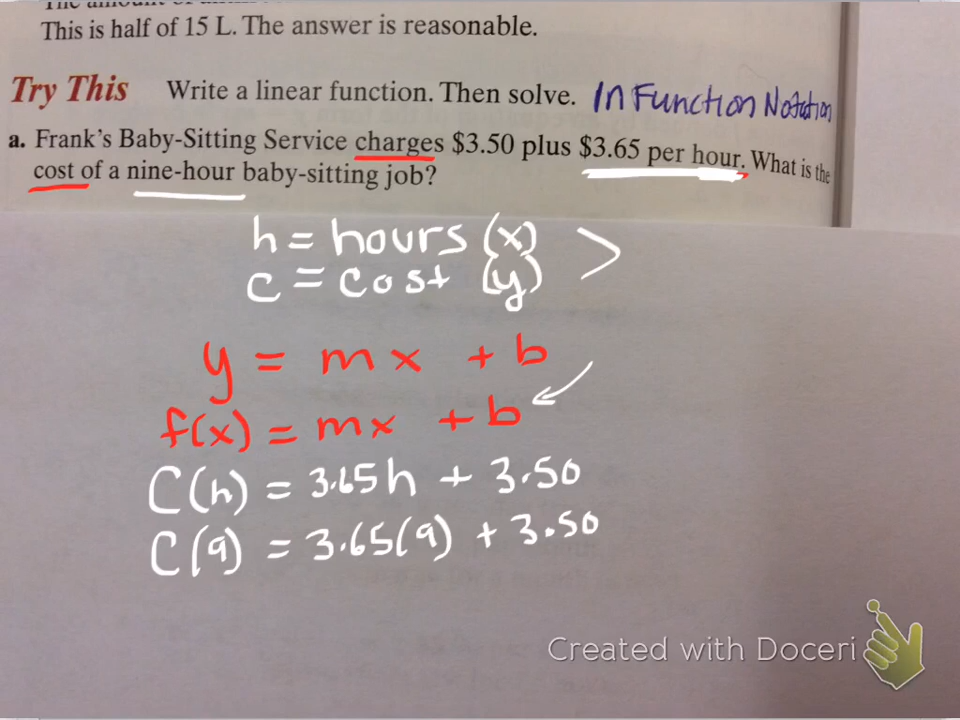 This is half of 15 L. The answer is reasonable.
Try This Write a linear function. Then solve. In Function Notation
a. Frank's Baby-Sitting Service charges $3.50 plus $3.65 per hour. What is the
cost of a nine-hour baby-sitting job?
h = hours (x) >
c = cost (y)
y = mx + b
f(x) = mx + b
C(h) = 3.65h + 3.50
C(9) = 3.65(9) + 3.50
Created with Doceri